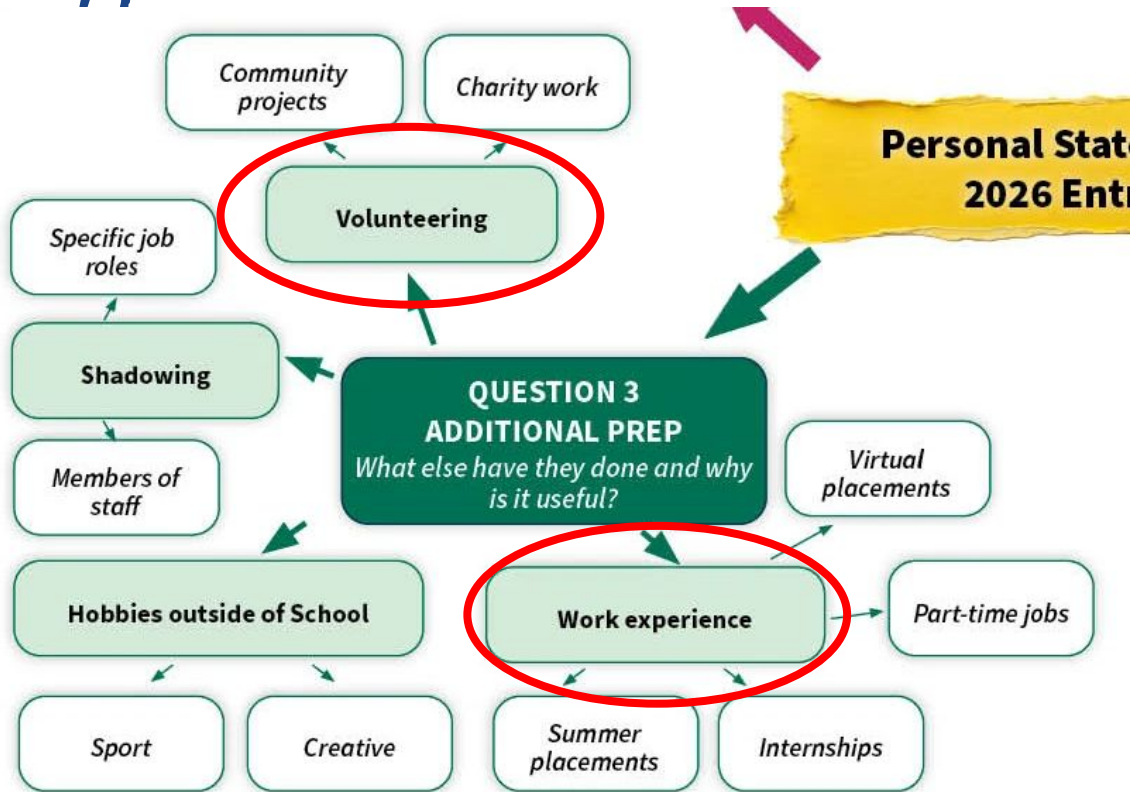 Community
projects
Charity work
Personal
2026
Volunteering
Specific job
roles
Shadowing
QUESTION 3
ADDITIONAL PREP
What else have they done and why
is it useful?
Members of
staff
Virtual
placements
Hobbies outside of School
Work experience
Part-time jobs
Sport
Creative
Summer
placements
Internships